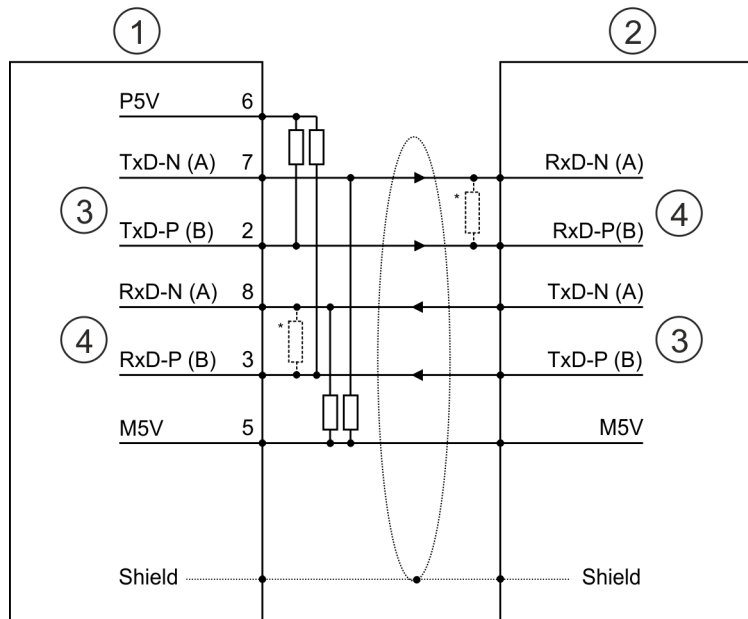 1 2
P5V 6
TxD-N (A) 7 RxD-N (A)
*
3 4
TxD-P (B) 2 RxD-P(B)
RxD-N (A) 8 TxD-N (A)
*
4 3
RxD-P (B) 3 TxD-P (B)
M5V 5 M5V
Shield Shield